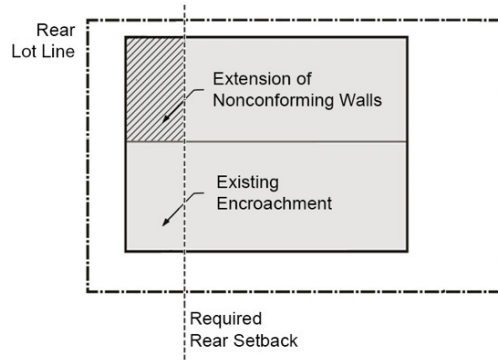 Rear
Lot Line
Extension of
Nonconforming Walls
Existing
Encroachment
Required
Rear Setback